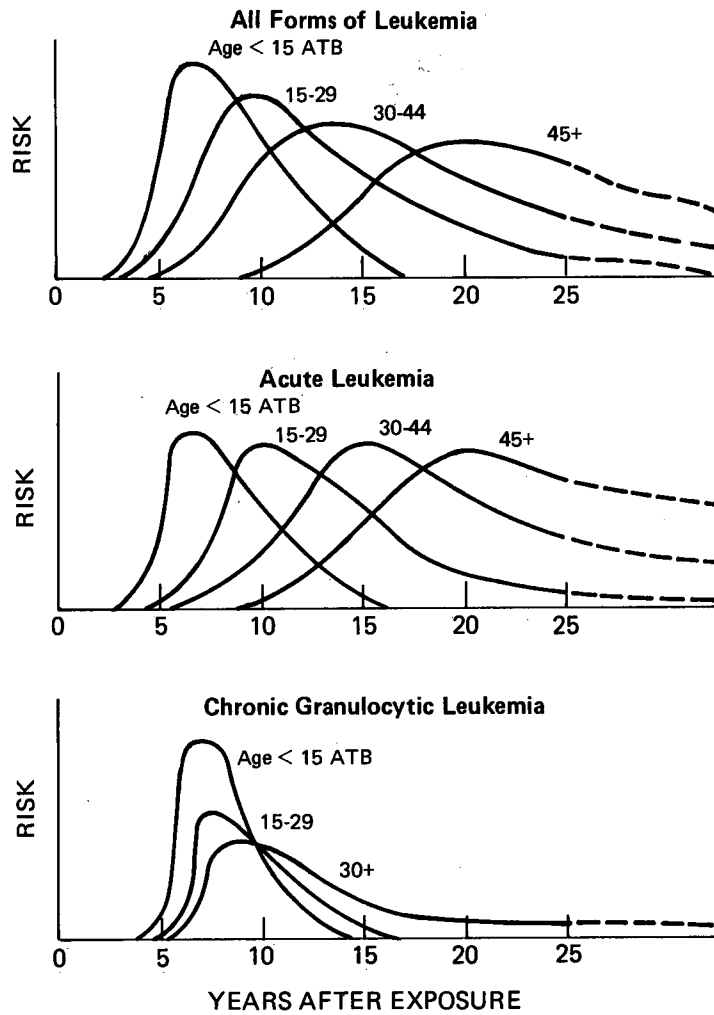 All Forms of Leukemia
Age < 15 ATB
15-29
30-44
45+
RISK
0 5 10 15 20 25
Acute Leukemia
Age < 15 ATB
15-29
30-44
45+
RISK
0 5 10 15 20 25
Chronic Granulocytic Leukemia
Age < 15 ATB
15-29
30+
RISK
0 5 10 15 20 25
YEARS AFTER EXPOSURE